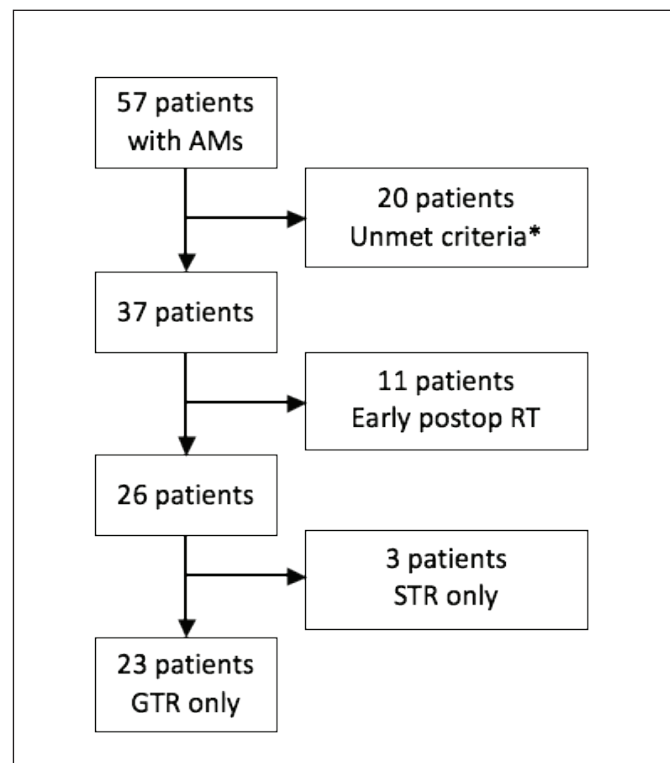 57 patients
with AMs
20 patients
Unmet criteria*
37 patients
11 patients
Early postop RT
26 patients
3 patients
STR only
23 patients
GTR only